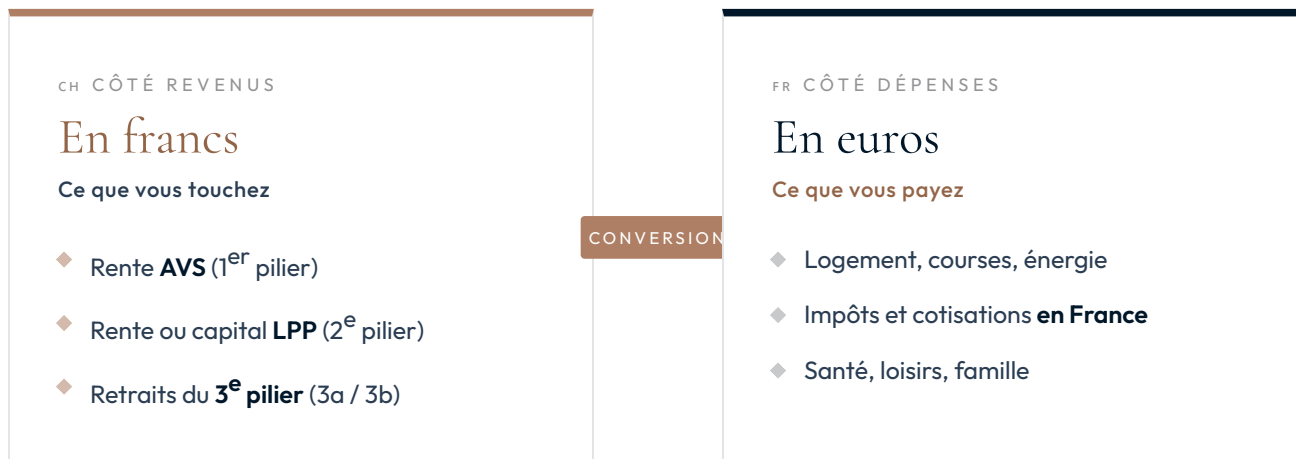 CH CÔTÉ REVENUS
En francs
Ce que vous touchez
Rente AVS (1er pilier)
Rente ou capital LPP (2e pilier)
Retraits du 3e pilier (3a / 3b)
CONVERSION
FR CÔTÉ DÉPENSES
En euros
Ce que vous payez
Logement, courses, énergie
Impôts et cotisations en France
Santé, loisirs, famille